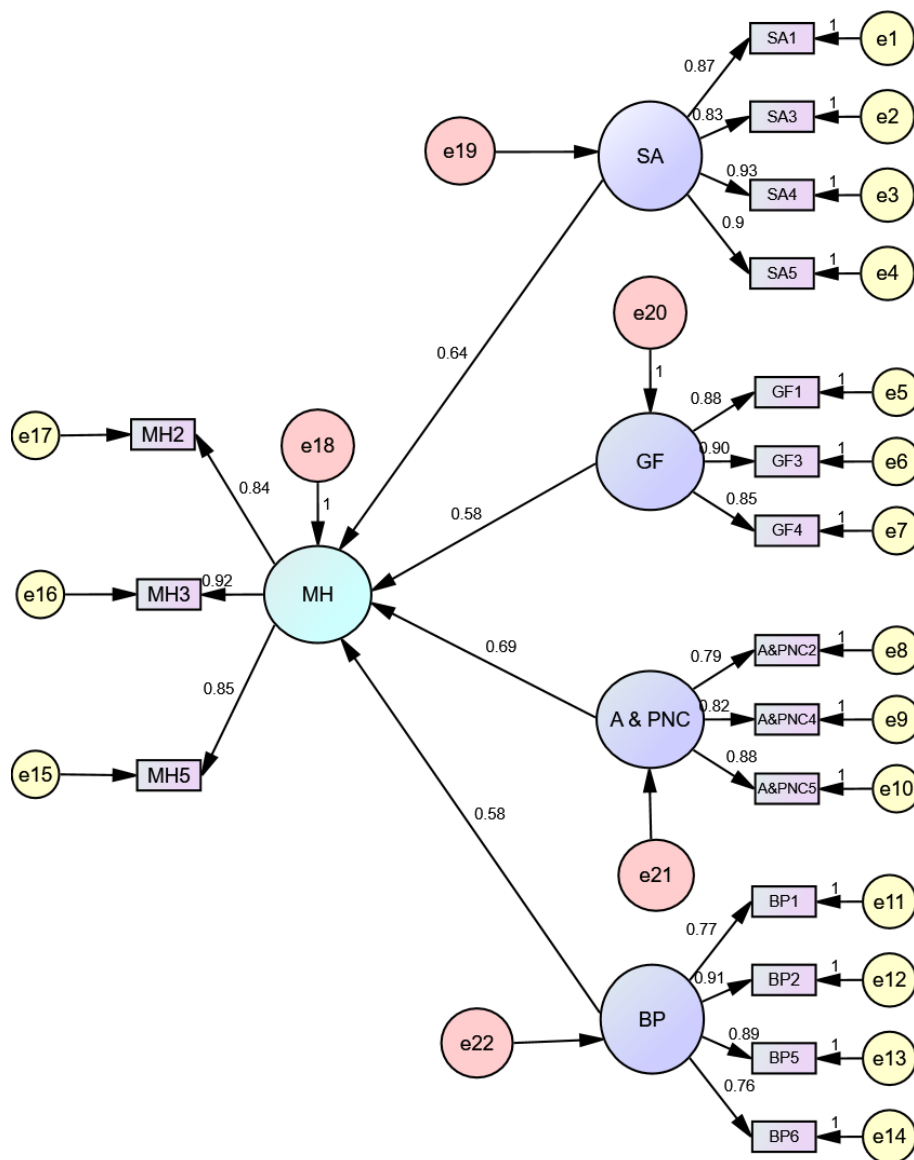 SA1
1
e1
0.87
SA3
1
e2
0.83
e19
SA
SA4
1
e3
0.93
SA5
1
e4
0.9
e20
0.64
1
GF1
1
e5
0.88
e17
MH2
e18
GF
0.90
GF3
1
e6
0.84
1
0.58
0.85
GF4
1
e7
e16
MH3
0.92
MH
0.69
0.79
A&PNC2
1
e8
0.85
A & PNC
0.82
A&PNC4
1
e9
e15
MH5
0.88
A&PNC5
1
e10
0.58
e21
BP1
1
e11
0.77
BP2
1
e12
0.91
e22
BP
0.89
BP5
1
e13
0.76
BP6
1
e14